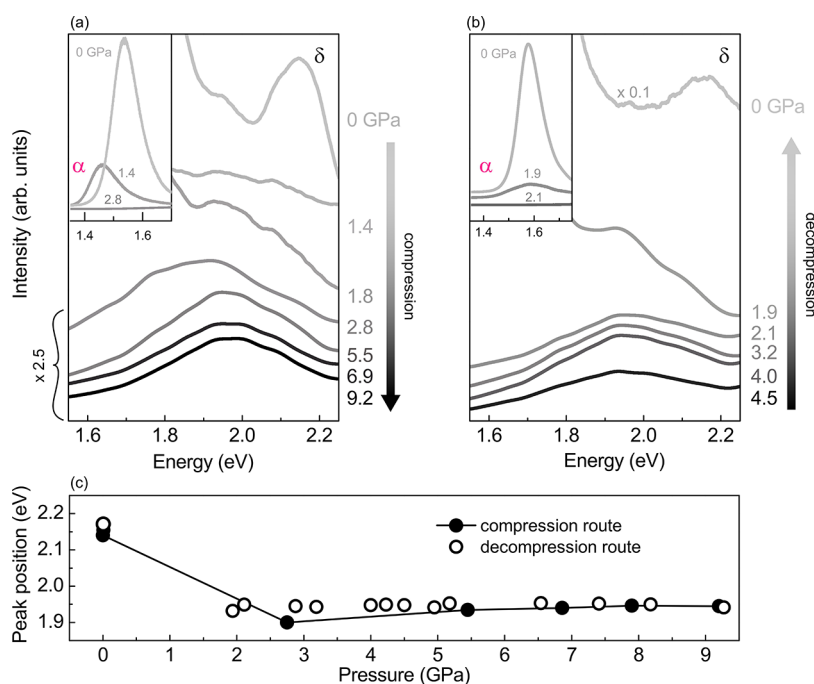 (a)
0 GPa
α
1.4
2.8
1.4 1.6
δ
0 GPa
1.4
1.8
2.8
5.5
6.9
9.2
compression
x 2.5
Intensity (arb. units)
1.6 1.8 2.0 2.2
Energy (eV)
(b)
0 GPa
α
1.9
2.1
1.4 1.6
x 0.1
δ
0 GPa
1.9
2.1
3.2
4.0
4.5
decompression
1.6 1.8 2.0 2.2
Energy (eV)
(c)
Peak position (eV)
2.2
2.1
2.0
1.9
compression route
decompression route
0 1 2 3 4 5 6 7 8 9
Pressure (GPa)